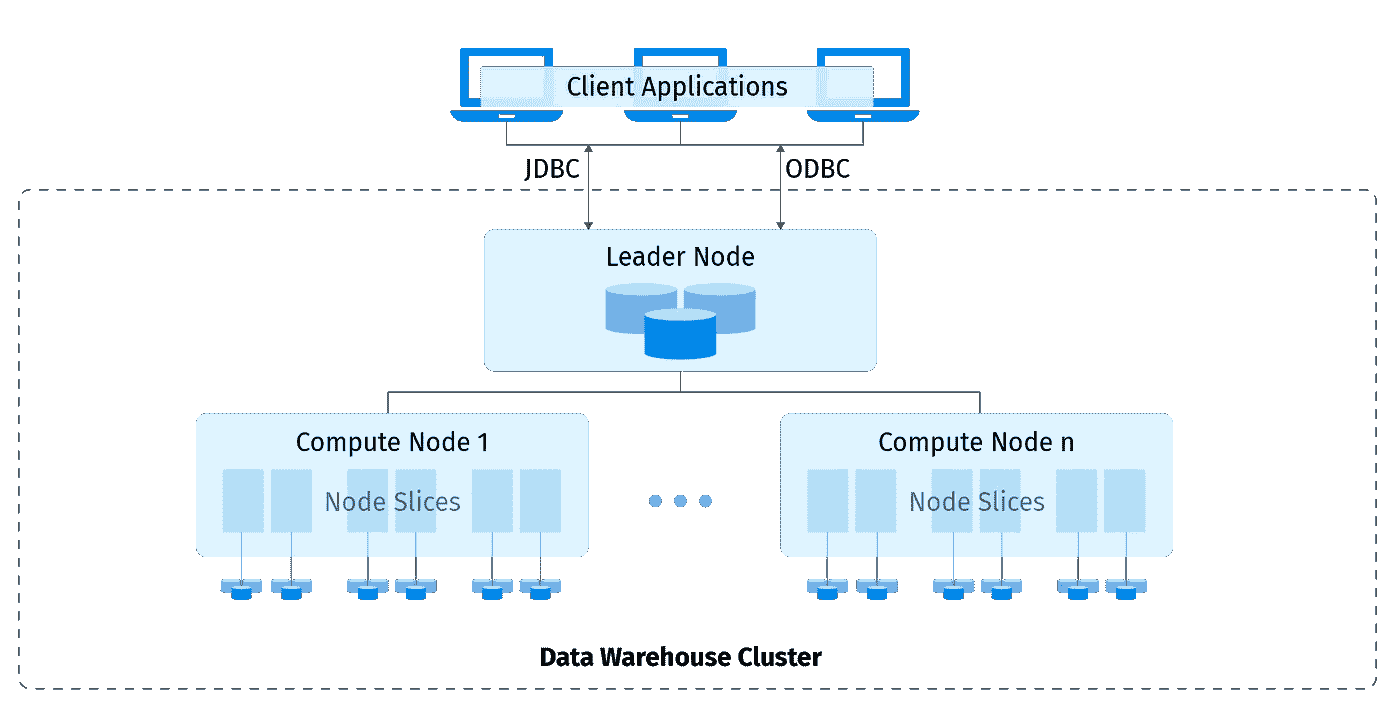 Client Applications
JDBC
ODBC
Leader Node
Compute Node 1
Compute Node n
Node Slices
Node Slices
Data Warehouse Cluster